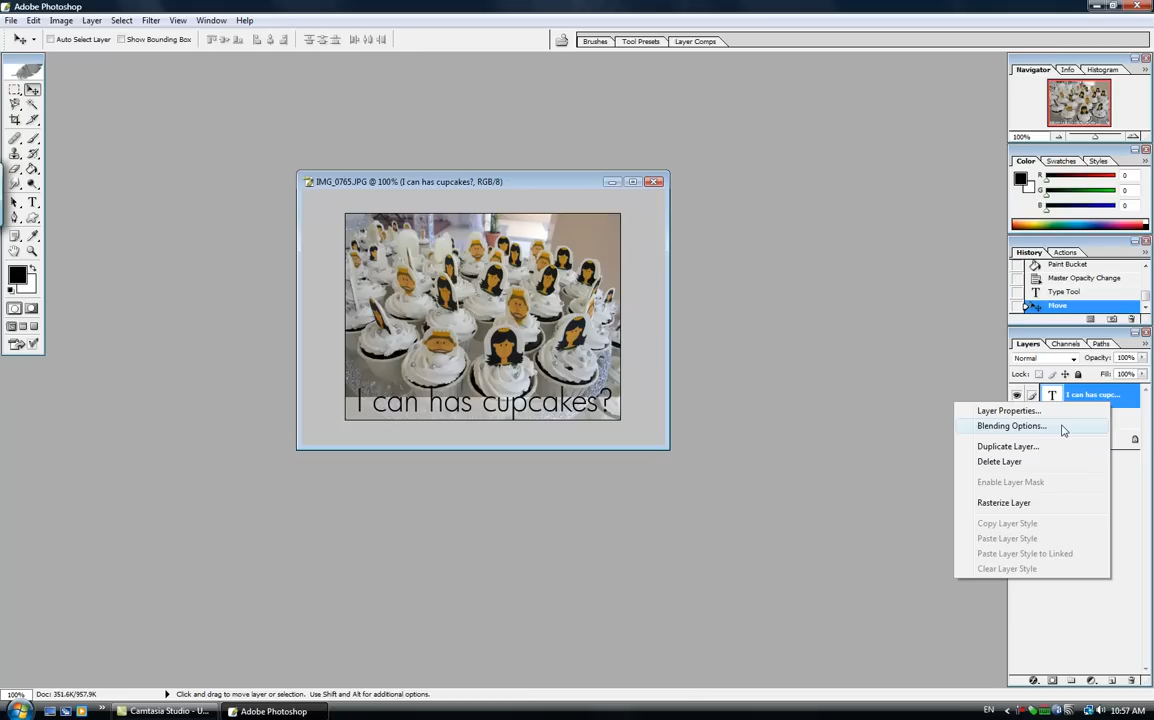 Adobe Photoshop
File Edit Image Layer Select Filter View Window Help
Auto Select Layer Show Bounding Box Brushes Tool Presets Layer Comps
Navigator Info Histogram
100%
Color Swatches Styles
R 0
G 0
B 0
IMG_0765.JPG @ 100% (I can has cupcakes?, RGB/8)
I can has cupcakes?
History Actions
Paint Bucket
Master Opacity Change
T Type Tool
Move
Layers Channels Paths
Normal Opacity: 100%
Lock: Fill: 100%
T I can has cupc...
Layer Properties...
Blending Options...
Duplicate Layer...
Delete Layer
Enable Layer Mask
Rasterize Layer
Copy Layer Style
Paste Layer Style
Paste Layer Style to Linked
Clear Layer Style
100% Doc: 351.6K/957.9K Click and drag to move layer or selection. Use Shift and Alt for additional options.
Camtasia Studio - U... Adobe Photoshop EN 10:57 AM